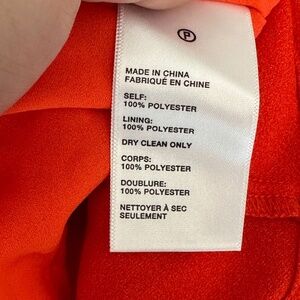 P
MADE IN CHINA
FABRIQUÉ EN CHINE
SELF:
100% POLYESTER
LINING:
100% POLYESTER
DRY CLEAN ONLY
CORPS:
100% POLYESTER
DOUBLURE:
100% POLYESTER
NETTOYER À SEC
SEULEMENT